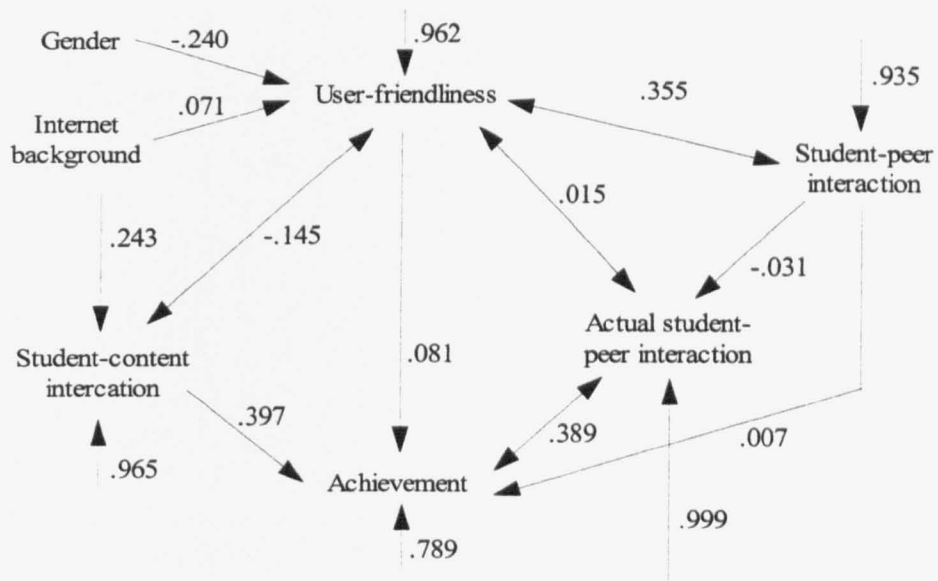 Gender
-.240
.962
.935
User-friendliness
.071
.355
Internet
background
Student-peer
interaction
.015
.243
-.145
-.031
Actual student-
peer interaction
Student-content
intercation
.081
.397
.389
.007
.965
Achievement
.999
.789